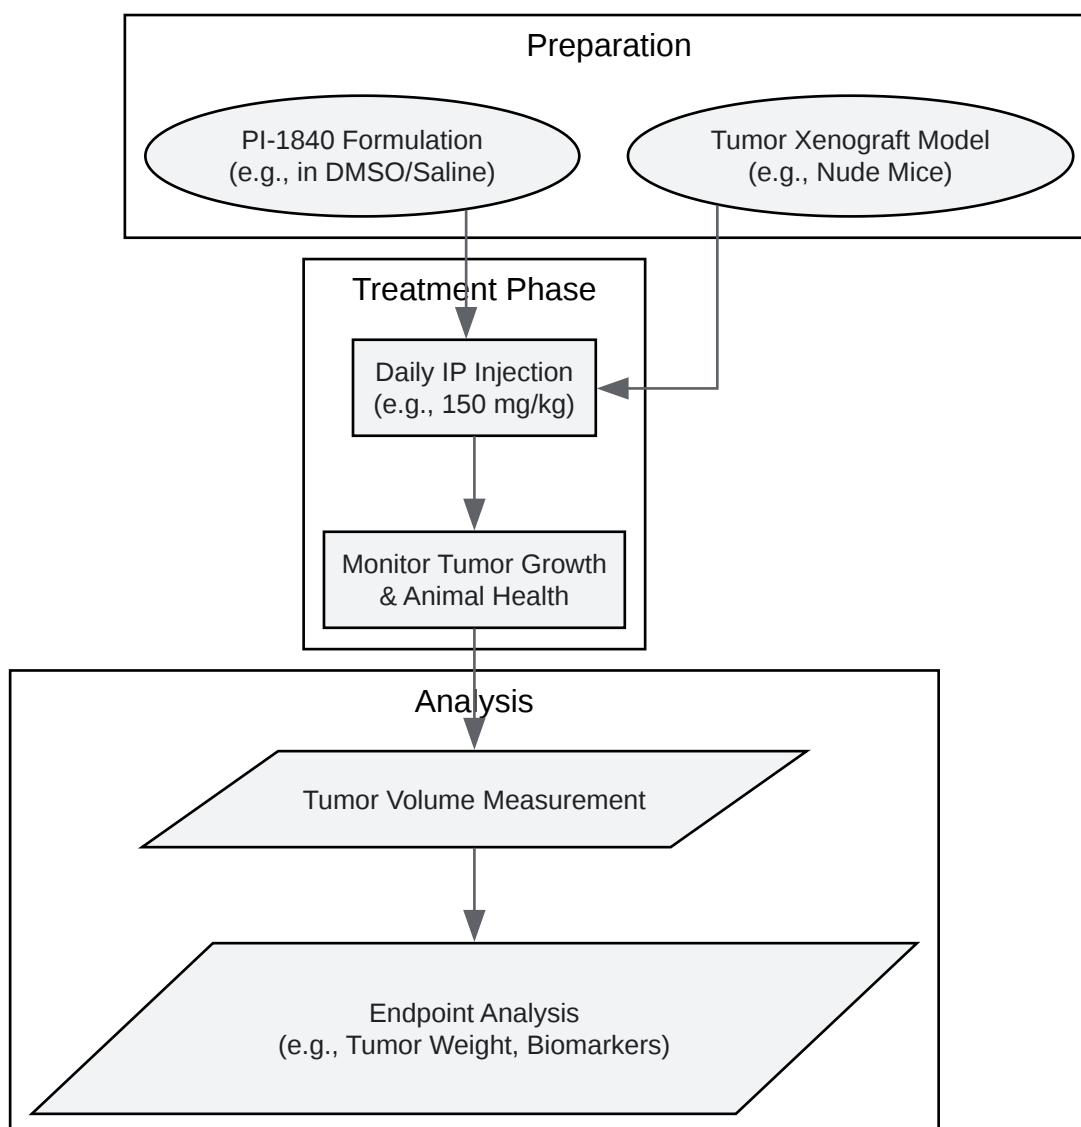 Preparation
PI-1840 Formulation
(e.g., in DMSO/Saline)
Tumor Xenograft Model
(e.g., Nude Mice)
Treatment Phase
Daily IP Injection
(e.g., 150 mg/kg)
Monitor Tumor Growth
& Animal Health
Analysis
Tumor Volume Measurement
Endpoint Analysis
(e.g., Tumor Weight, Biomarkers)